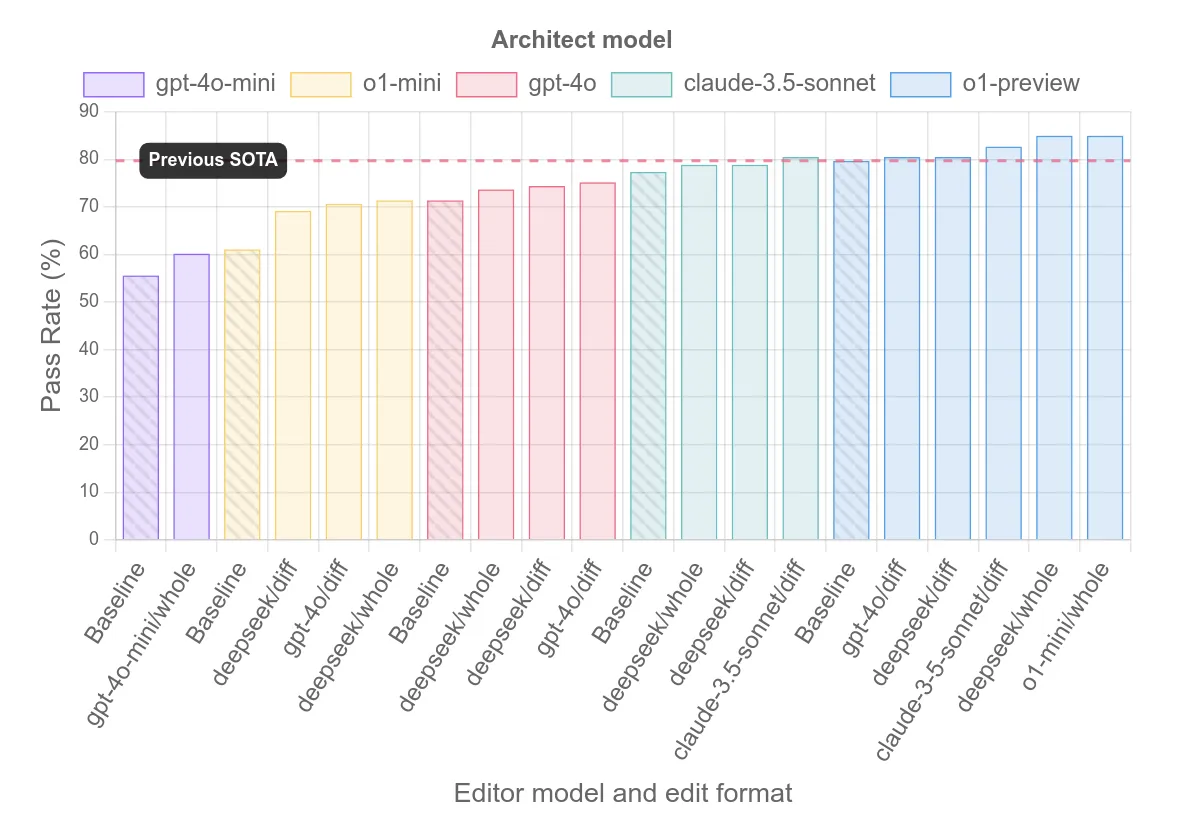 Architect model
gpt-4o-mini o1-mini gpt-4o claude-3.5-sonnet o1-preview
90
80
70
60
50
40
30
20
10
0
Previous SOTA
Pass Rate (%)
Baseline
gpt-4o-mini/whole
Baseline
deepseek/diff
gpt-4o/diff
deepseek/whole
Baseline
deepseek/whole
deepseek/diff
gpt-4o/diff
Baseline
deepseek/whole
deepseek/diff
claude-3.5-sonnet/diff
Baseline
gpt-4o/diff
deepseek/diff
claude-3-5-sonnet/diff
deepseek/whole
o1-mini/whole
Editor model and edit format